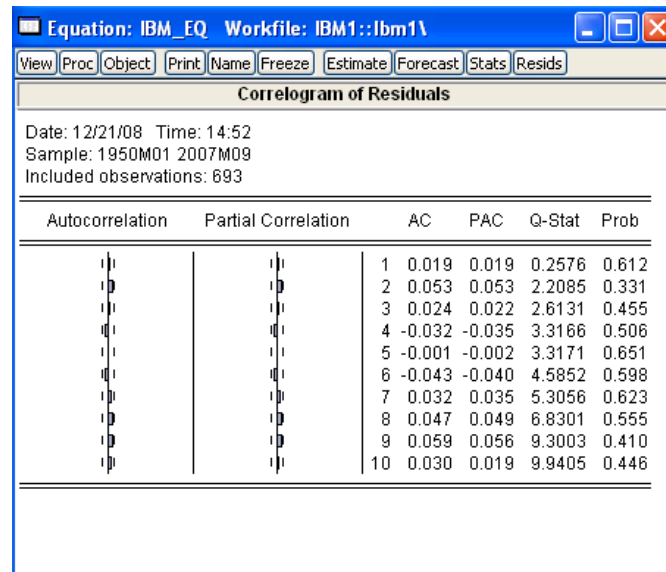 Equation: IBM_EQ Workfile: IBM1::Ibm1\
View Proc Object Print Name Freeze Estimate Forecast Stats Resids
Correlogram of Residuals
Date: 12/21/08 Time: 14:52
Sample: 1950M01 2007M09
Included observations: 693
Autocorrelation Partial Correlation AC PAC Q-Stat Prob
1 0.019 0.019 0.2576 0.612
2 0.053 0.053 2.2085 0.331
3 0.024 0.022 2.6131 0.455
4 -0.032 -0.035 3.3166 0.506
5 -0.001 -0.002 3.3171 0.651
6 -0.043 -0.040 4.5852 0.598
7 0.032 0.035 5.3056 0.623
8 0.047 0.049 6.8301 0.555
9 0.059 0.056 9.3003 0.410
10 0.030 0.019 9.9405 0.446